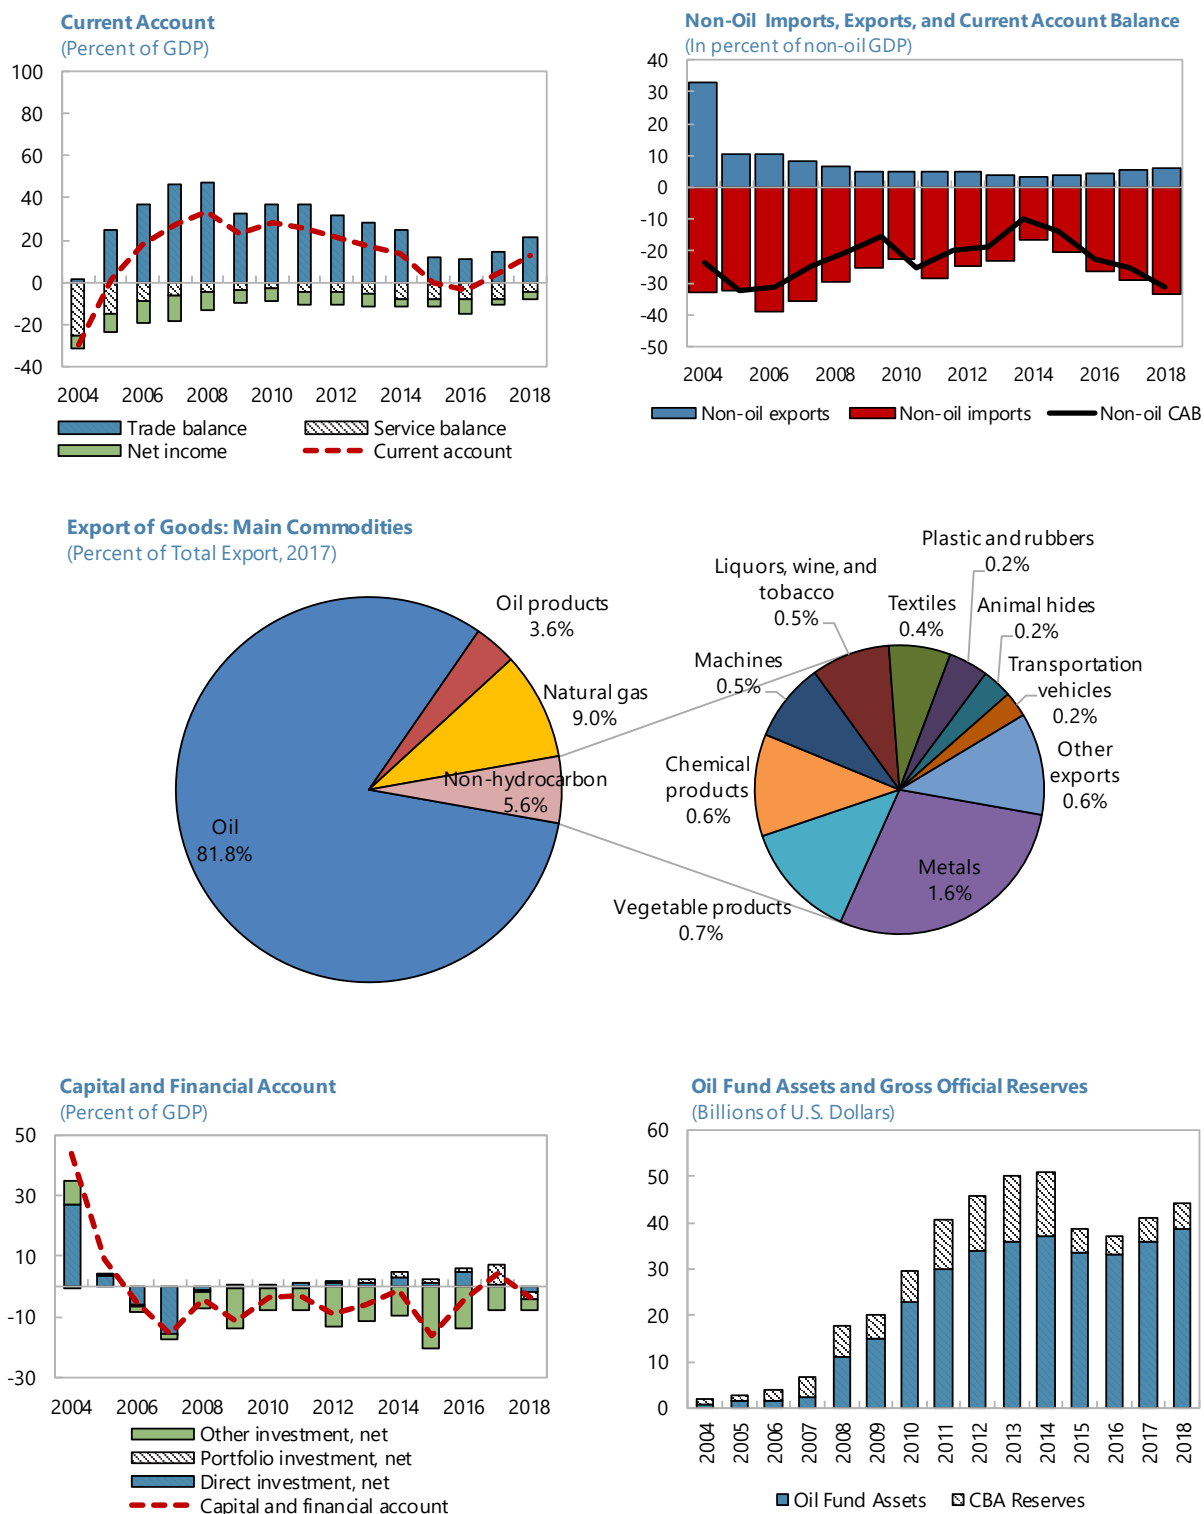 Current Account
(Percent of GDP)
100
80
60
40
20
0
-20
-40
2004 2006 2008 2010 2012 2014 2016 2018
Trade balance
Service balance
Net income
Current account
Non-Oil Imports, Exports, and Current Account Balance
(In percent of non-oil GDP)
40
30
20
10
0
-10
-20
-30
-40
-50
2004 2006 2008 2010 2012 2014 2016 2018
Non-oil exports
Non-oil imports
Non-oil CAB
Export of Goods: Main Commodities
(Percent of Total Export, 2017)
Oil products
3.6%
Natural gas
9.0%
Non-hydrocarbon
5.6%
Oil
81.8%
Plastic and rubbers
0.2%
Liquors, wine, and
tobacco
0.5%
Textiles
0.4%
Animal hides
0.2%
Machines
0.5%
Transportation
vehicles
0.2%
Chemical
products
0.6%
Other
exports
0.6%
Metals
1.6%
Vegetable products
0.7%
Capital and Financial Account
(Percent of GDP)
50
30
10
-10
-30
2004 2006 2008 2010 2012 2014 2016 2018
Other investment, net
Portfolio investment, net
Direct investment, net
Capital and financial account
Oil Fund Assets and Gross Official Reserves
(Billions of U.S. Dollars)
60
50
40
30
20
10
0
2004 2005 2006 2007 2008 2009 2010 2011 2012 2013 2014 2015 2016 2017 2018
Oil Fund Assets
CBA Reserves